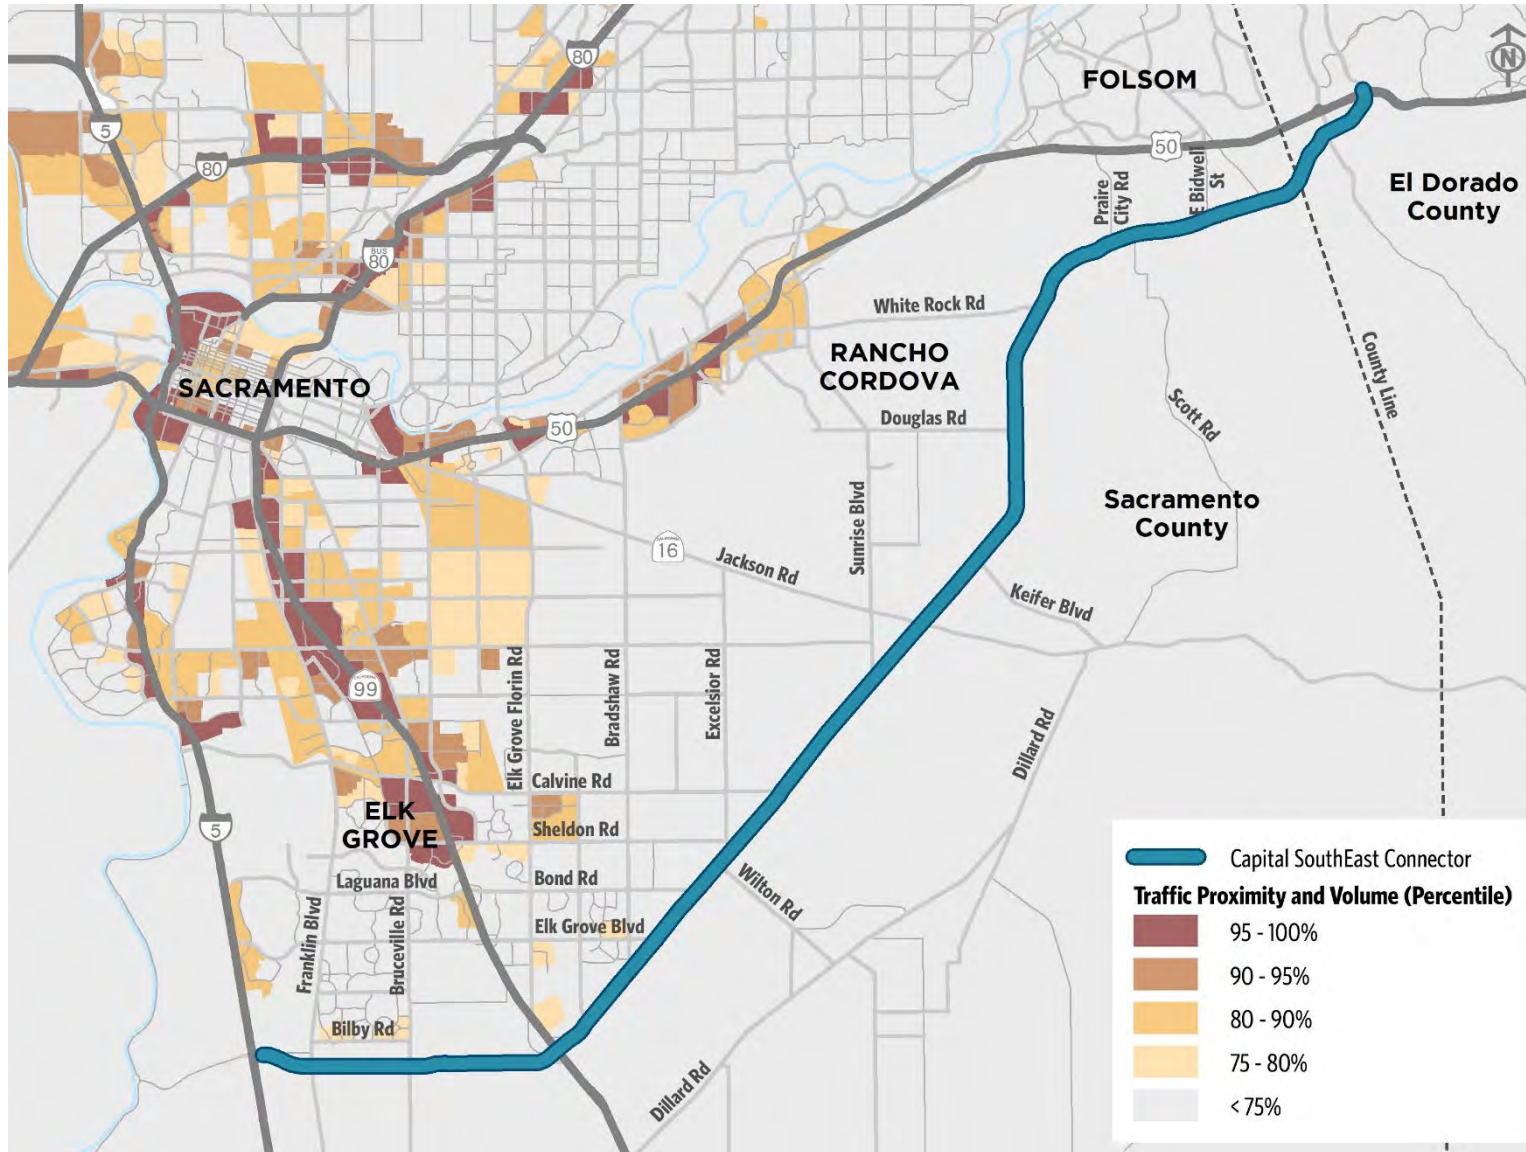 80
FOLSOM
N
5
80
50
El Dorado
County
Praire
City Rd
E Bidwell
St
BUS
80
White Rock Rd
RANCHO
CORDOVA
County Line
SACRAMENTO
Douglas Rd
Scott Rd
50
Sacramento
County
Sunrise Blvd
CALIFORNIA
16
Jackson Rd
Keifer Blvd
CALIFORNIA
99
Elk Grove Florin Rd
Bradshaw Rd
Excelsior Rd
Dillard Rd
Calvine Rd
ELK
GROVE
5
Sheldon Rd
Laguana Blvd
Bond Rd
Wilton Rd
Franklin Blvd
Bruceville Rd
Elk Grove Blvd
Bilby Rd
Dillard Rd
Capital SouthEast Connector
Traffic Proximity and Volume (Percentile)
95 - 100%
90 - 95%
80 - 90%
75 - 80%
< 75%